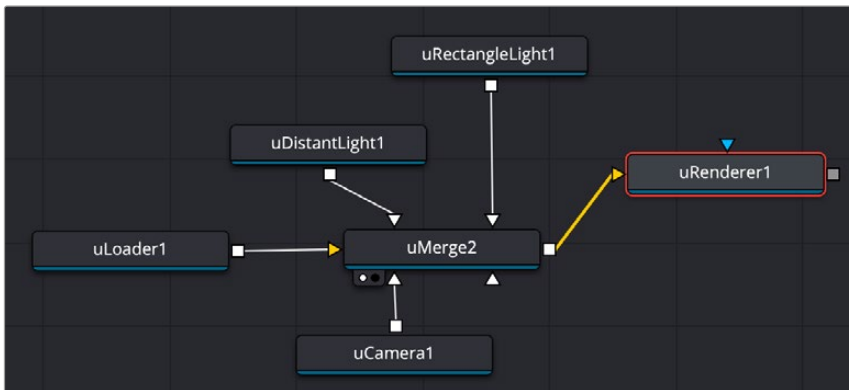 uRectangleLight1
uDistantLight1
uRenderer1
uLoader1
uMerge2
uCamera1